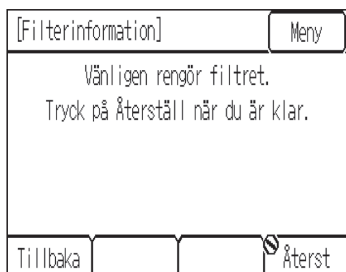 [Filterinformation] Meny
Vänligen rengör filtret.
Tryck på Återställ när du är klar.
Tillbaka Återst